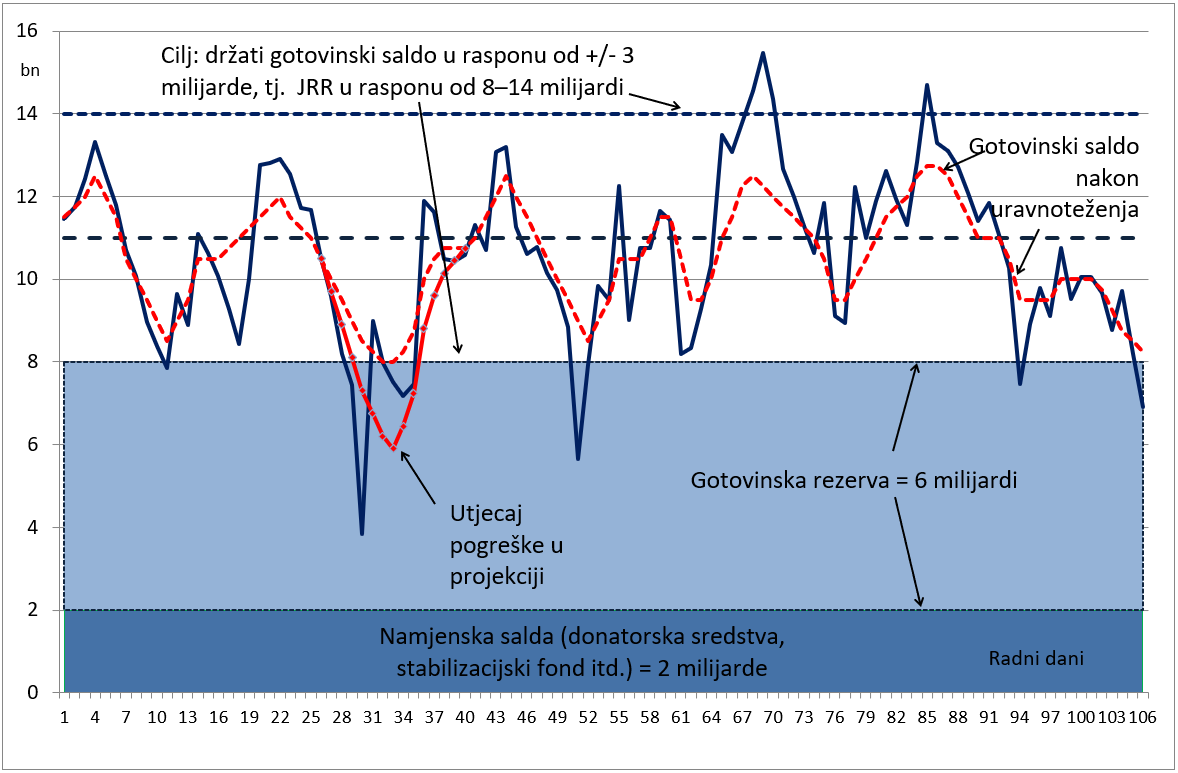 16
bn
14
12
10
8
6
4
2
0
Cilj: držati gotovinski saldo u rasponu od +/- 3
milijarde, tj.  JRR u rasponu od 8–14 milijardi
Gotovinski saldo
nakon
uravnoteženja
Gotovinska rezerva = 6 milijardi
Utjecaj
pogreške u
projekciji
Namjenska salda (donatorska sredstva,
stabilizacijski fond itd.) = 2 milijarde
Radni dani
1 4 7 10 13 16 19 22 25 28 31 34 37 40 43 46 49 52 55 58 61 64 67 70 73 76 79 82 85 88 91 94 97 100 103 106